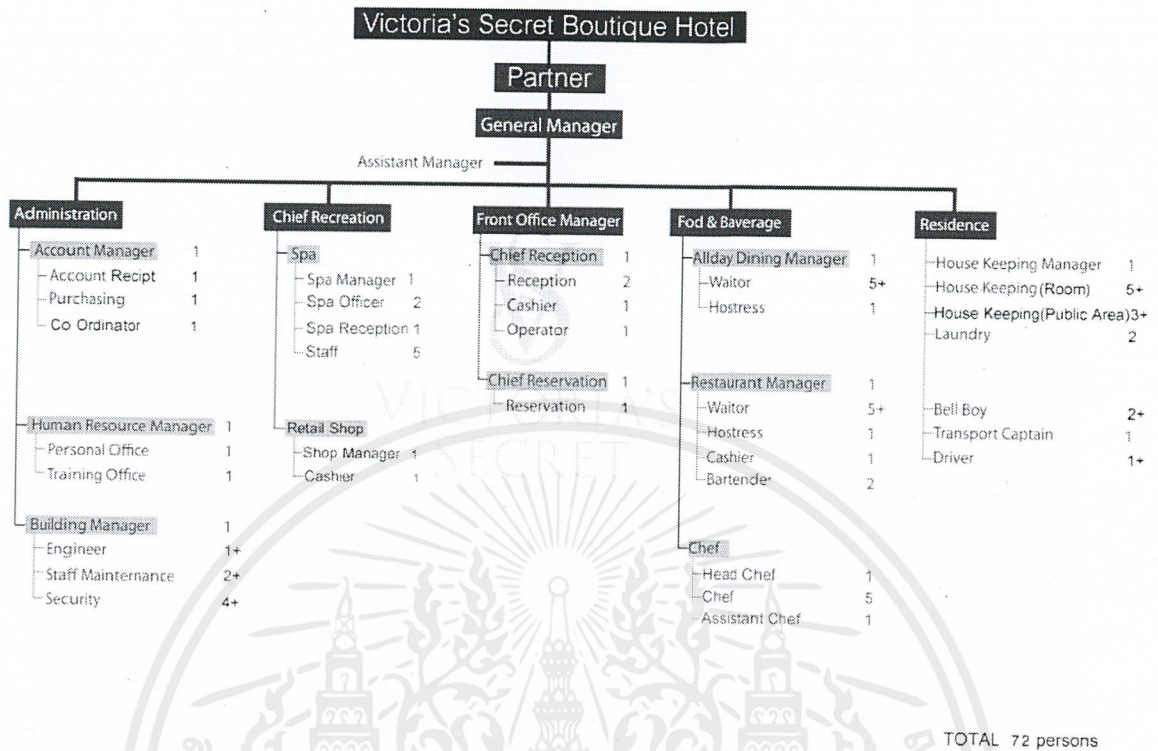 Victoria's Secret Boutique Hotel
Partner
General Manager
Assistant Manager
Administration
Account Manager 1
Account Recipt 1
Purchasing 1
Co Ordinator 1
Human Resource Manager 1
Personal Office 1
Training Office 1
Building Manager 1
Engineer 1+
Staff Mainternance 2+
Security 4+
Chief Recreation
Spa
Spa Manager 1
Spa Officer 2
Spa Reception 1
Staff 5
Retail Shop
Shop Manager 1
Cashier 1
Front Office Manager
Chief Reception 1
Reception 2
Cashier 1
Operator 1
Chief Reservation 1
Reservation 1
Fod & Baverage
Allday Dining Manager 1
Waitor 5+
Hostress 1
Restaurant Manager 1
Waitor 5+
Hostress 1
Cashier 1
Bartender 2
Chef
Head Chef 1
Chef 5
Assistant Chef 1
Residence
House Keeping Manager 1
House Keeping(Room) 5+
House Keeping(Public Area)3+
Laundry 2
Bell Boy 2+
Transport Captain 1
Driver 1+
VICTORIA'S
SECRET
TOTAL 72 persons